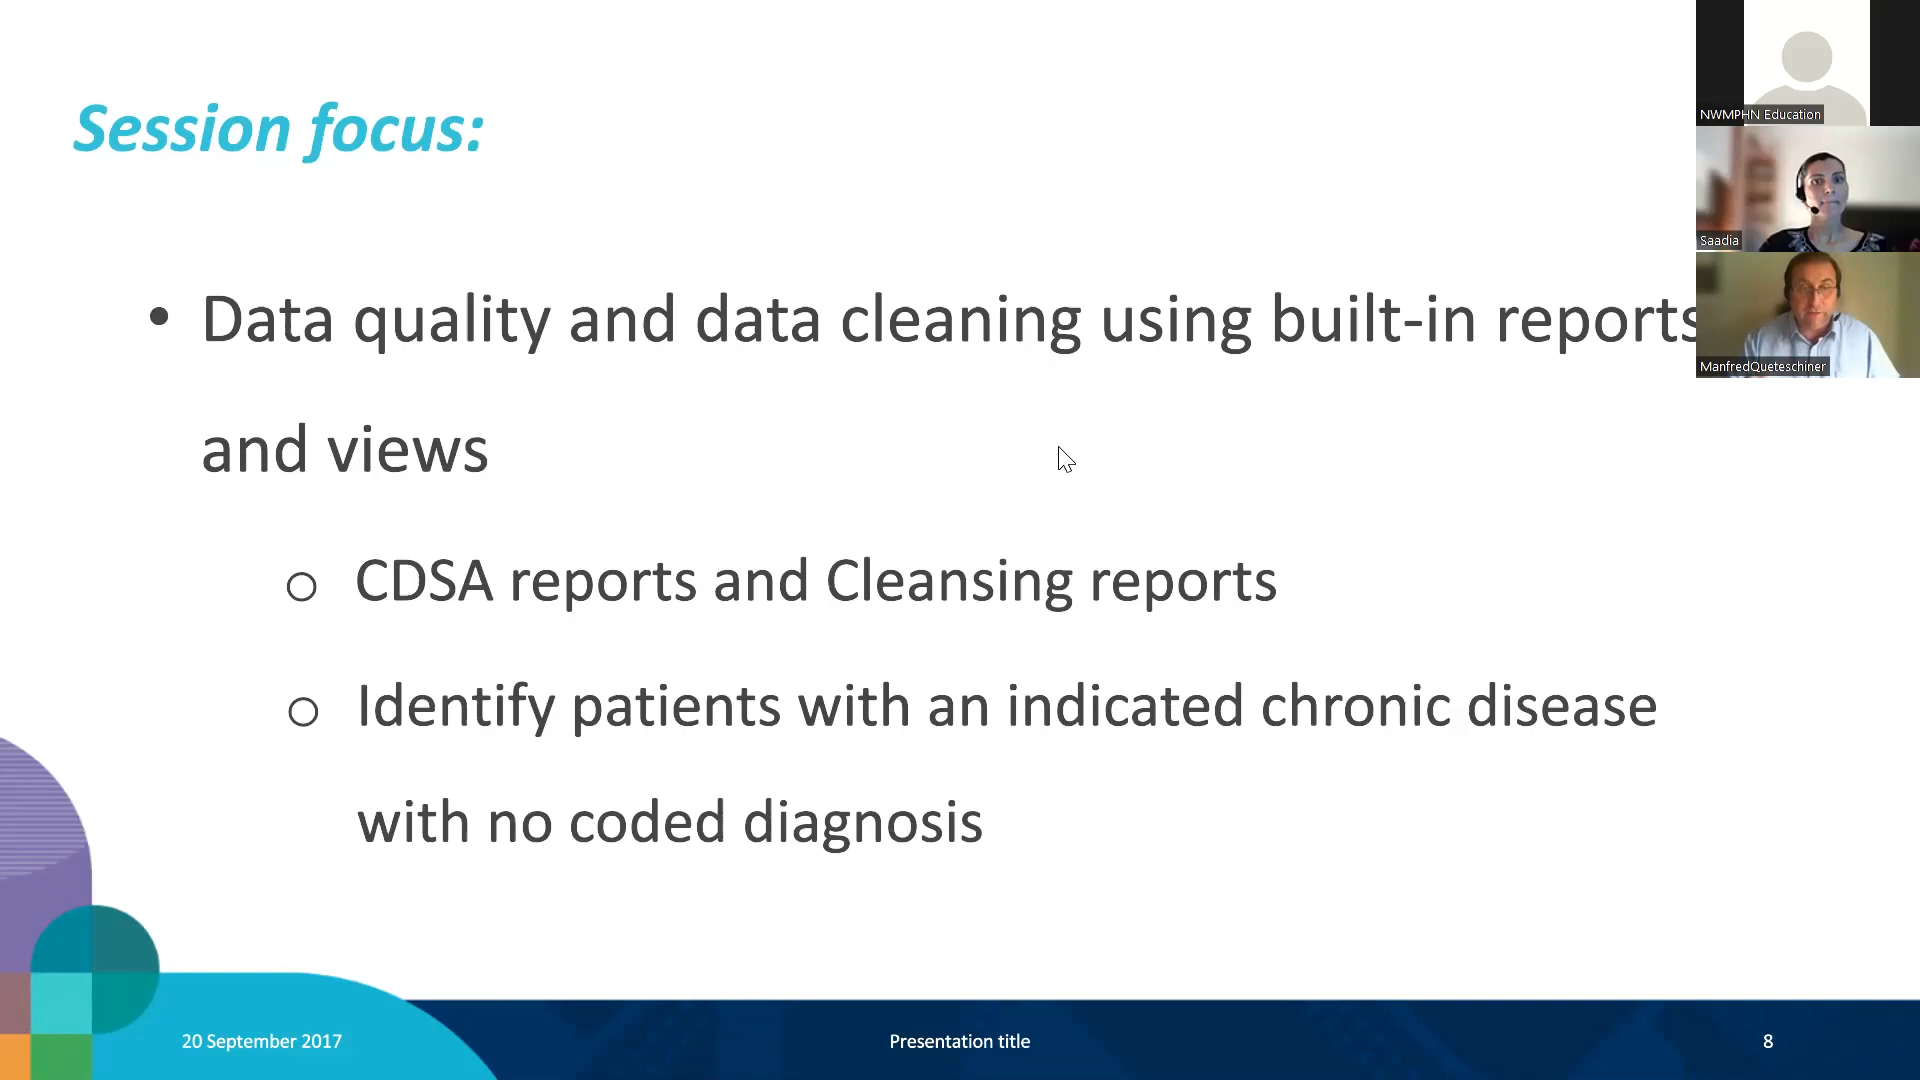 Session focus:
• Data quality and data cleaning using built-in reports
and views
o CDSA reports and Cleansing reports
o Identify patients with an indicated chronic disease
with no coded diagnosis
NWMPHN Education
Saadia
ManfredQueteschiner
20 September 2017
Presentation title
8